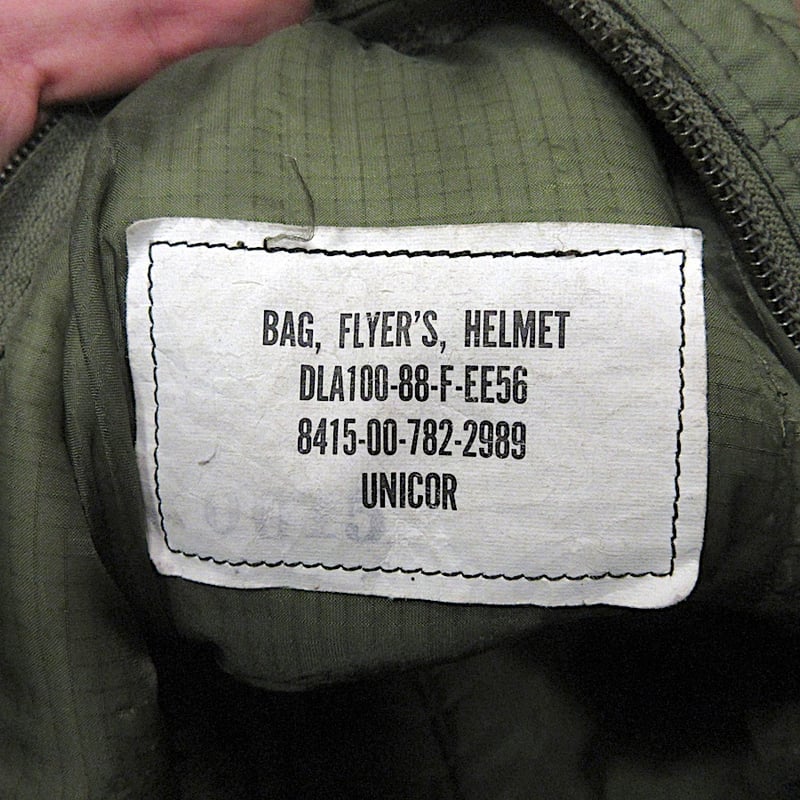 BAG, FLYER'S, HELMET
DLA100-88-F-EE56
8415-00-782-2989
UNICOR